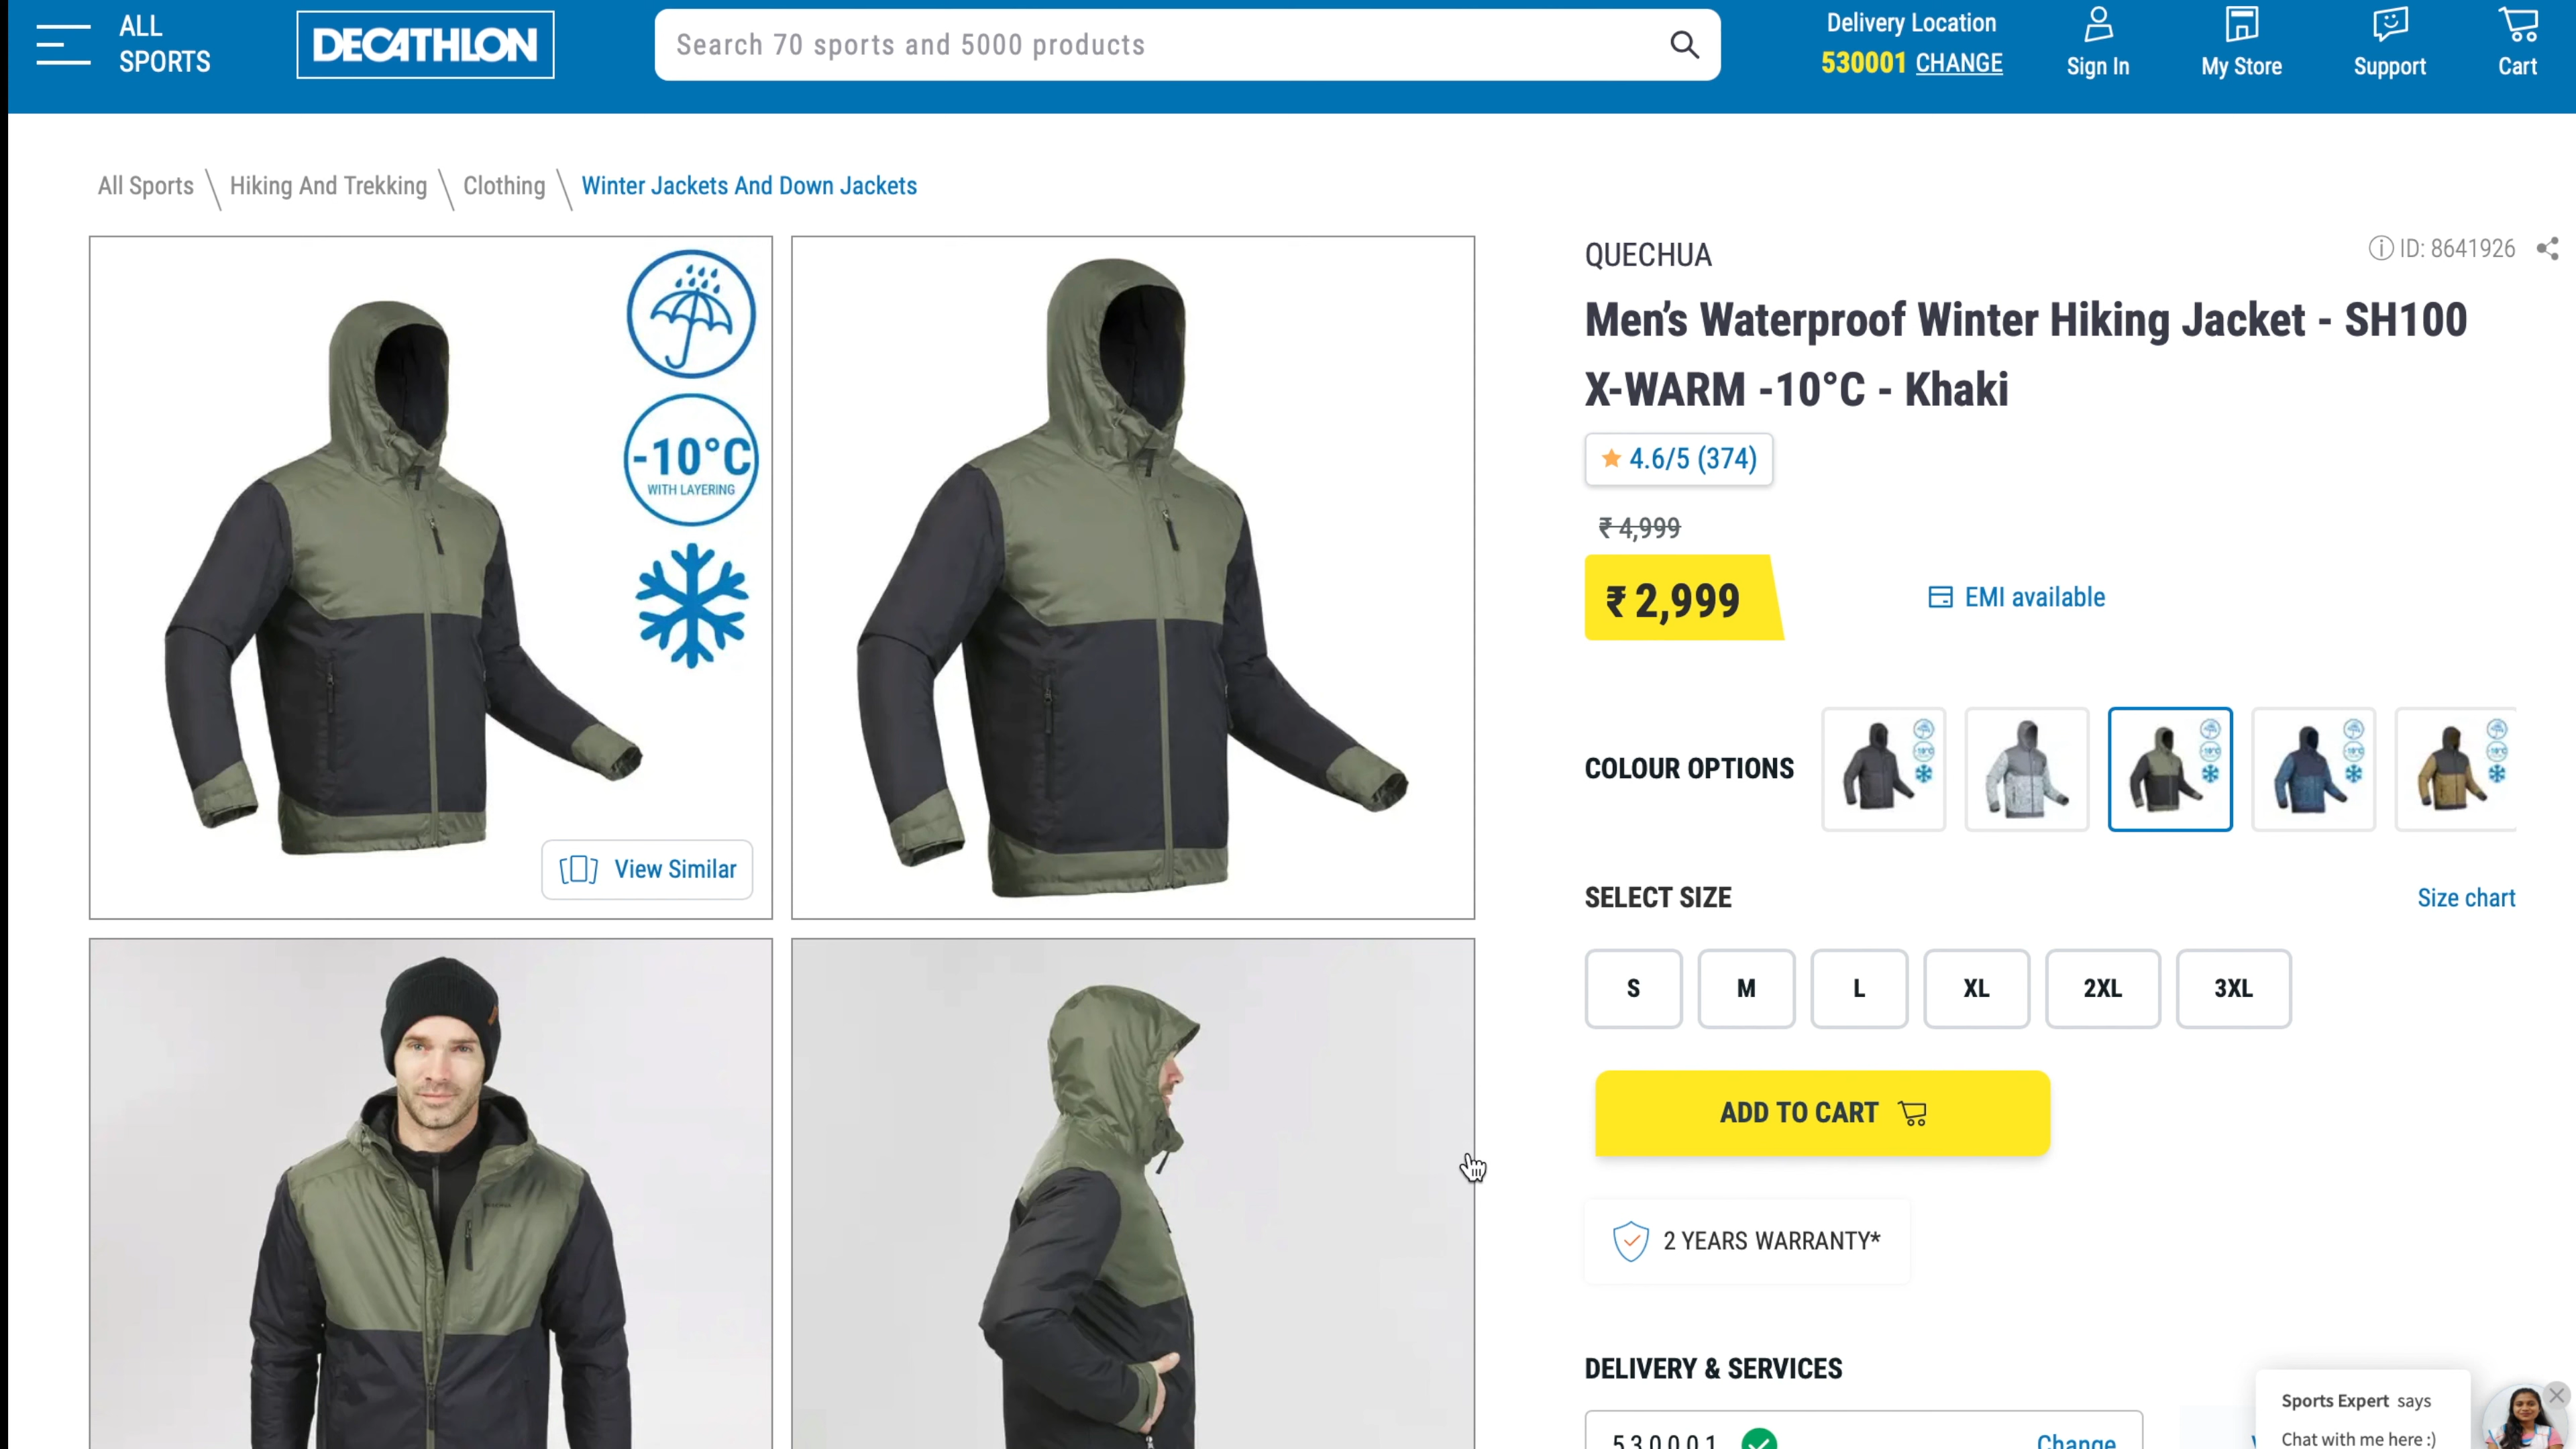 ALL
SPORTS
DECATHLON
Search 70 sports and 5000 products
Delivery Location
530001 CHANGE
Sign In
My Store
Support
Cart
All Sports \ Hiking And Trekking \ Clothing \ Winter Jackets And Down Jackets
-10°C
WITH LAYERING
View Similar
QUECHUA
ID: 8641926
Men's Waterproof Winter Hiking Jacket - SH100
X-WARM -10°C - Khaki
4.6/5 (374)
₹ 4,999
₹ 2,999
EMI available
COLOUR OPTIONS
SELECT SIZE
Size chart
S
M
L
XL
2XL
3XL
ADD TO CART
2 YEARS WARRANTY*
DELIVERY & SERVICES
530001
Change
Sports Expert says
Chat with me here :)